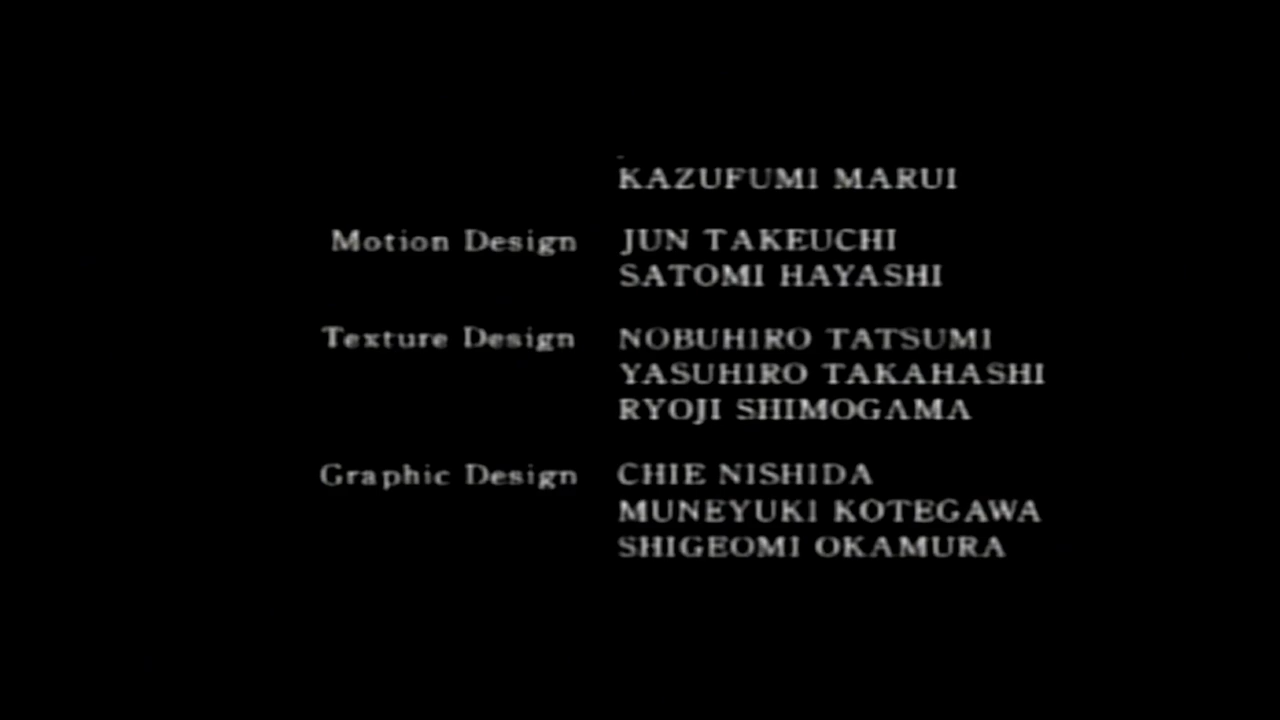 KAZUFUMI MARUI
Motion Design JUN TAKEUCHI
SATOMI HAYASHI
Texture Design NOBUHIRO TATSUMI
YASUHIRO TAKAHASHI
RYOJI SHIMOGAMA
Graphic Design CHIE NISHIDA
MUNEYUKI KOTEGAWA
SHIGEOMI OKAMURA